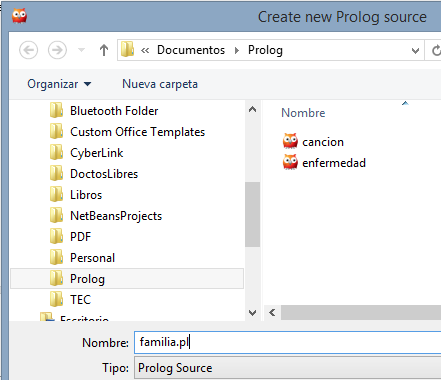 Create new Prolog source
« Documentos Prolog
Organizar Nueva carpeta
Bluetooth Folder
Custom Office Templates
CyberLink
DoctosLibres
Libros
NetBeansProjects
PDF
Personal
Prolog
TEC
Escritorio
Nombre
cancion
enfermedad
Nombre: familia.pl
Tipo: Prolog Source